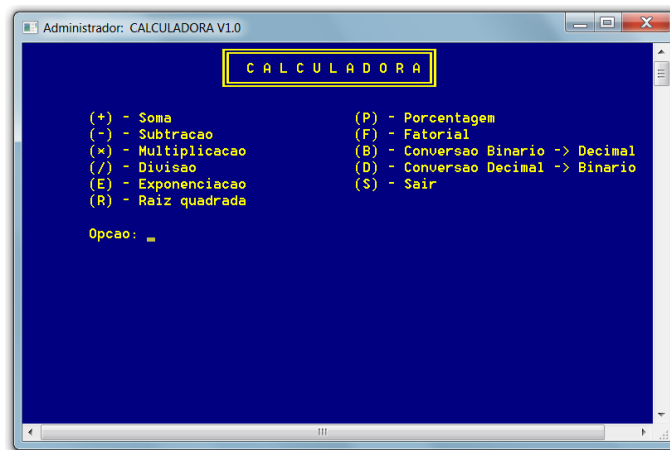 Administrador: CALCULADORA V1.0
C A L C U L A D O R A
(+) - Soma
(-) - Subtracao
(*) - Multiplicacao
(/) - Divisao
(E) - Exponenciacao
(R) - Raiz quadrada
(P) - Porcentagem
(F) - Fatorial
(B) - Conversao Binario -> Decimal
(D) - Conversao Decimal -> Binario
(S) - Sair
Opcao: _